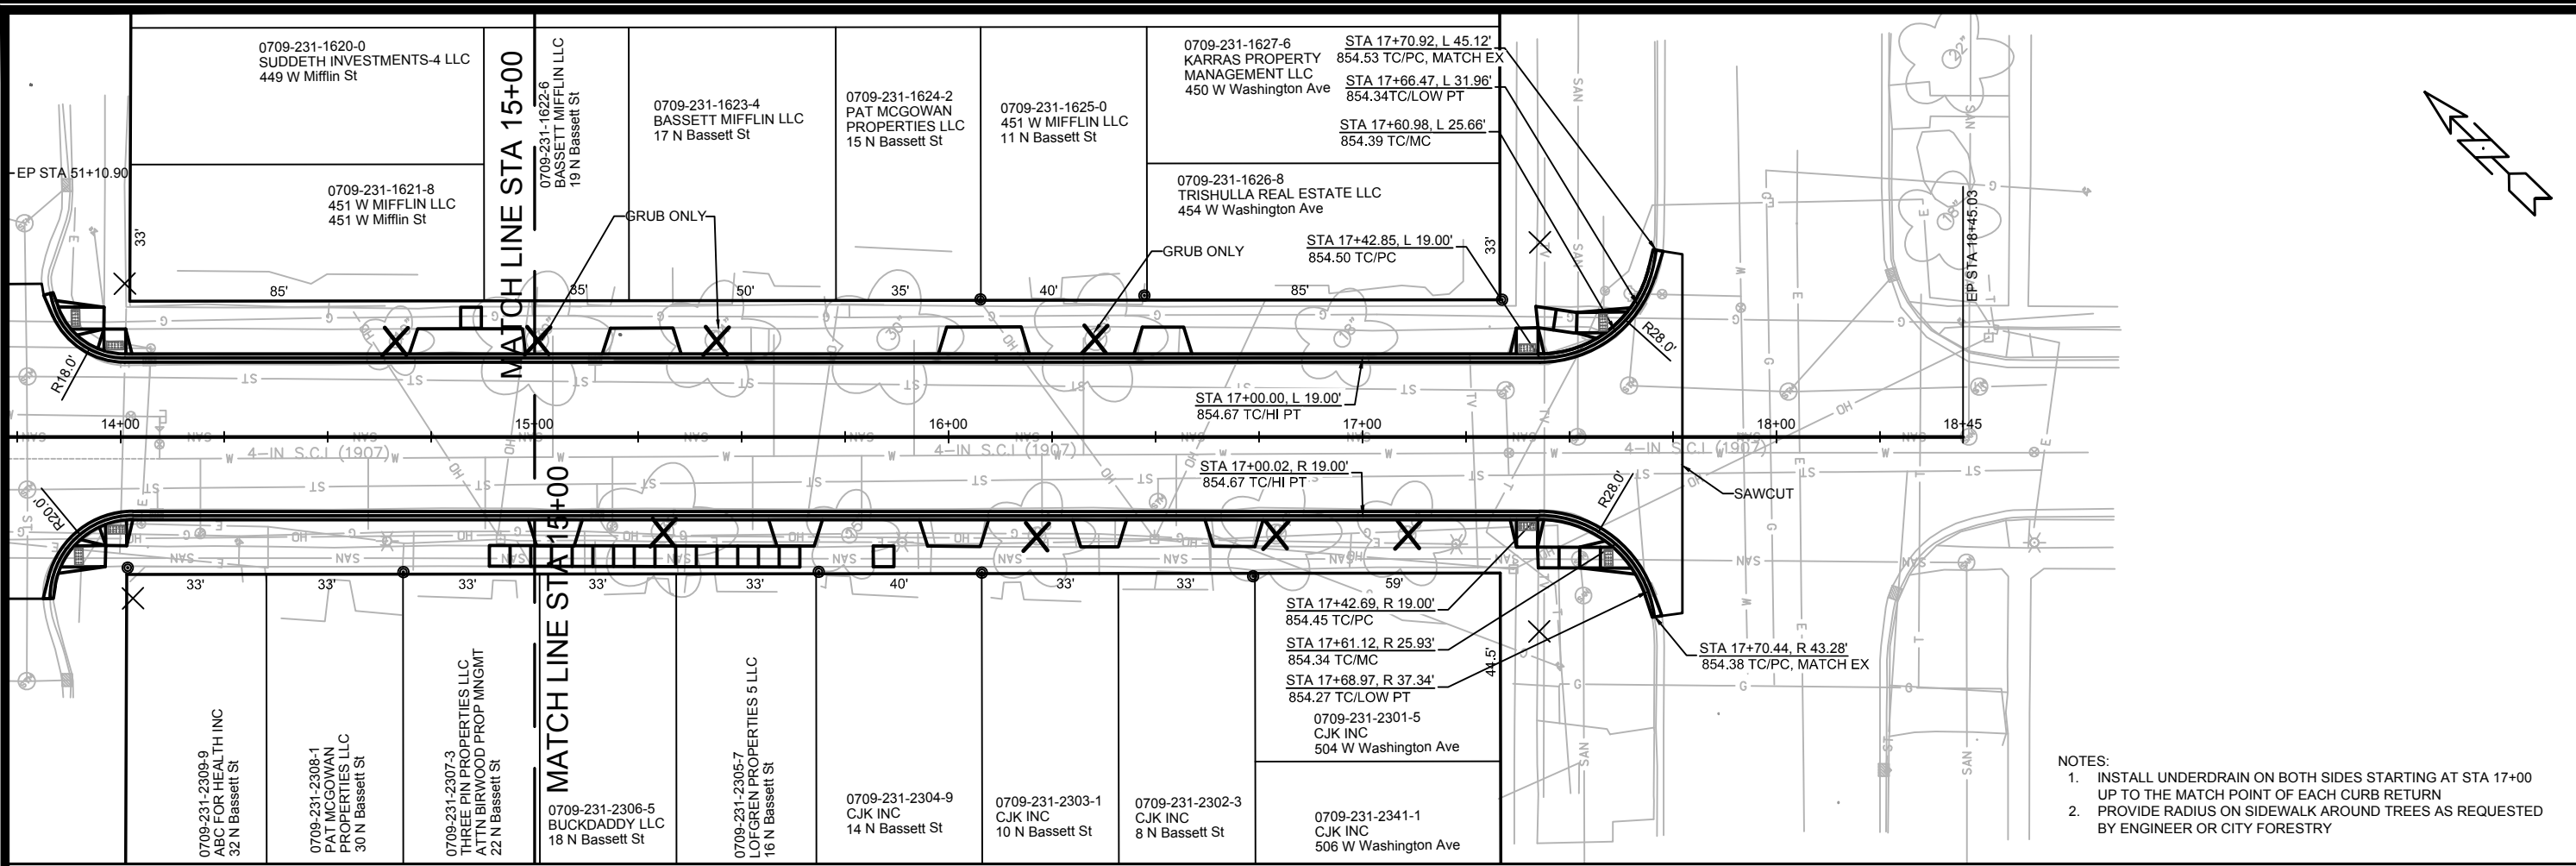 0709-231-1620-0
SUDDETH INVESTMENTS-4 LLC
449 W Mifflin St
EP STA 51+10.90
0709-231-1621-8
451 W MIFFLIN LLC
451 W Mifflin St
33'
MATCH LINE STA 15+00
0709-231-1622-6
BASSETT MIFFLIN LLC
19 N Bassett St
0709-231-1623-4
BASSETT MIFFLIN LLC
17 N Bassett St
GRUB ONLY
0709-231-1624-2
PAT MCGOWAN
PROPERTIES LLC
15 N Bassett St
0709-231-1625-0
451 W MIFFLIN LLC
11 N Bassett St
0709-231-1627-6
KARRAS PROPERTY
MANAGEMENT LLC
450 W Washington Ave
0709-231-1626-8
TRISHULLA REAL ESTATE LLC
454 W Washington Ave
GRUB ONLY
STA 17+70.92, L 45.12'
854.53 TC/PC, MATCH EX
STA 17+66.47, L 31.96'
854.34TC/LOW PT
STA 17+60.98, L 25.66'
854.39 TC/MC
STA 17+42.85, L 19.00'
854.50 TC/PC
33'
EP STA 18+45.03
22"
18"
85'
35'
50'
35'
40'
85'
30"
18"
R18.0'
R28.0'
STA 17+00.00, L 19.00'
854.67 TC/HI PT
14+00
15+00
16+00
17+00
18+00
18+45
4-IN S.C.I. (1907)
4-IN S.C.I. (1907)
4-IN S.C.I. (1907)
STA 17+00.02, R 19.00'
854.67 TC/HI PT
R20.0'
R28.0'
SAWCUT
MATCH LINE STA 15+00
33'
33'
33'
33'
33'
40'
33'
33'
59'
44.5'
STA 17+42.69, R 19.00'
854.45 TC/PC
STA 17+61.12, R 25.93'
854.34 TC/MC
STA 17+68.97, R 37.34'
854.27 TC/LOW PT
STA 17+70.44, R 43.28'
854.38 TC/PC, MATCH EX
0709-231-2309-9
ABC FOR HEALTH INC
32 N Bassett St
0709-231-2308-1
PAT MCGOWAN
PROPERTIES LLC
30 N Bassett St
0709-231-2307-3
THREE PIN PROPERTIES LLC
ATTN BIRWOOD PROP MNGMT
22 N Bassett St
0709-231-2306-5
BUCKDADDY LLC
18 N Bassett St
0709-231-2305-7
LOFGREN PROPERTIES 5 LLC
16 N Bassett St
0709-231-2304-9
CJK INC
14 N Bassett St
0709-231-2303-1
CJK INC
10 N Bassett St
0709-231-2302-3
CJK INC
8 N Bassett St
0709-231-2301-5
CJK INC
504 W Washington Ave
0709-231-2341-1
CJK INC
506 W Washington Ave
NOTES:
1. INSTALL UNDERDRAIN ON BOTH SIDES STARTING AT STA 17+00
UP TO THE MATCH POINT OF EACH CURB RETURN
2. PROVIDE RADIUS ON SIDEWALK AROUND TREES AS REQUESTED
BY ENGINEER OR CITY FORESTRY